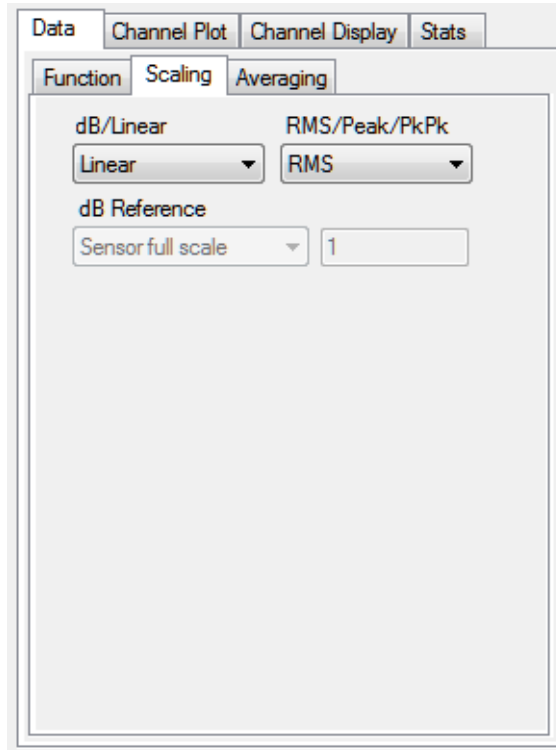 Data Channel Plot Channel Display Stats
Function Scaling Averaging
dB/Linear RMS/Peak/PkPk
Linear RMS
dB Reference
Sensor full scale 1